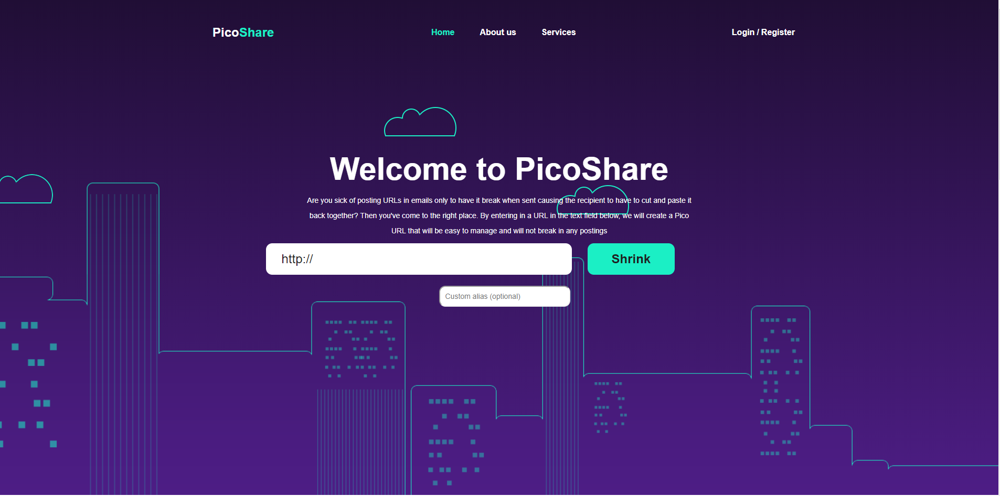 PicoShare
Home
About us
Services
Login / Register
Welcome to PicoShare
Are you sick of posting URLs in emails only to have it break when sent causing the recipient to have to cut and paste it
back together? Then you've come to the right place. By entering in a URL in the text field below, we will create a Pico
URL that will be easy to manage and will not break in any postings
http://
Shrink
Custom alias (optional)